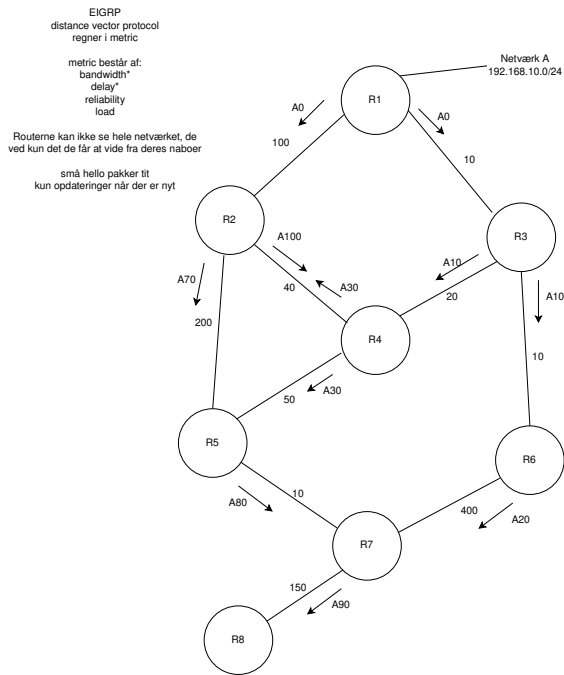 EIGRP
distance vector protocol
regner i metric
metric består af:
bandwidth*
delay*
reliability
load
Routerne kan ikke se hele netværket, de
ved kun det de får at vide fra deres naboer
små hello pakker tit
kun opdateringer når der er nyt
Netværk A
192.168.10.0/24
R1
A0
A0
100
10
R2
R3
A100
A10
A70
A30
40
20
A10
200
R4
10
50
A30
R5
R6
A80
10
400
A20
R7
150
A90
R8